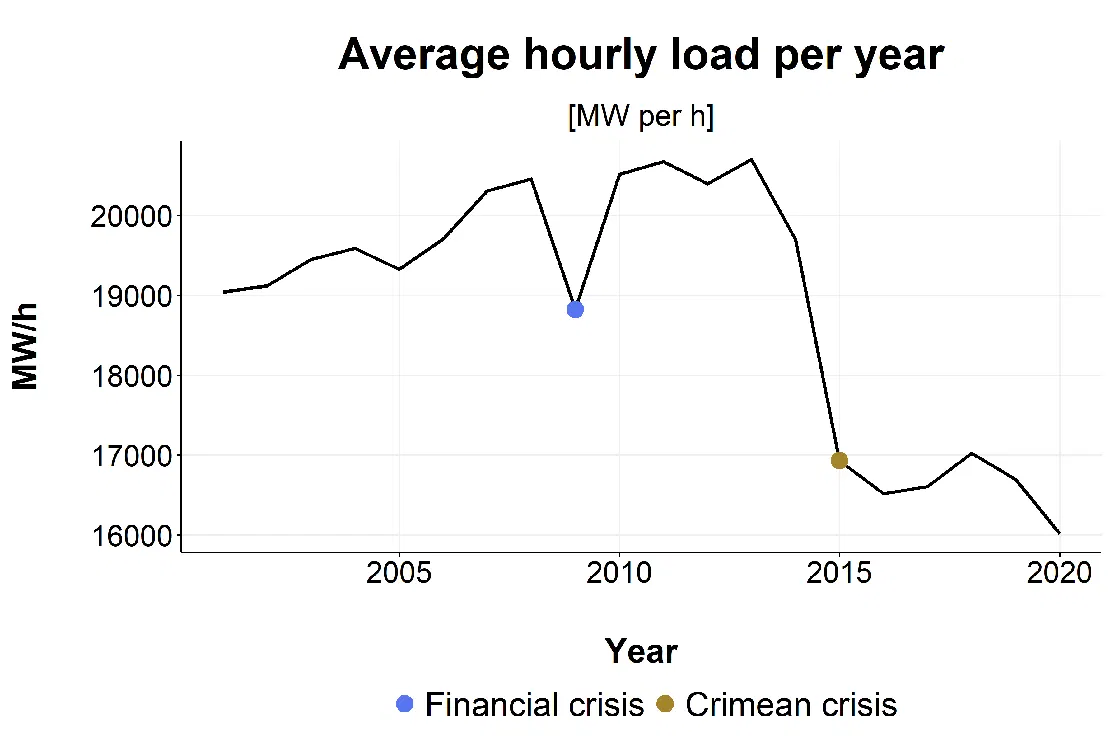 Average hourly load per year
[MW per h]
20000
19000
18000
17000
16000
MW/h
2005 2010 2015 2020
Year
Financial crisis Crimean crisis